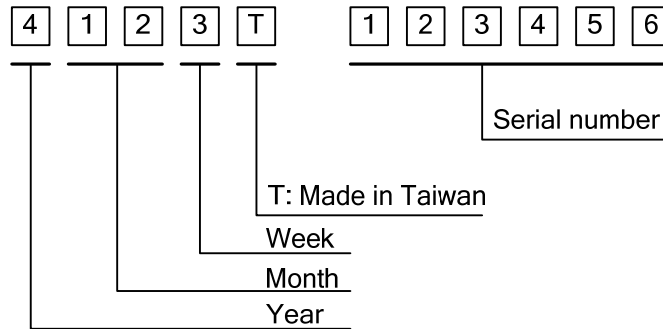 4 1 2 3 T 1 2 3 4 5 6
Serial number
T: Made in Taiwan
Week
Month
Year